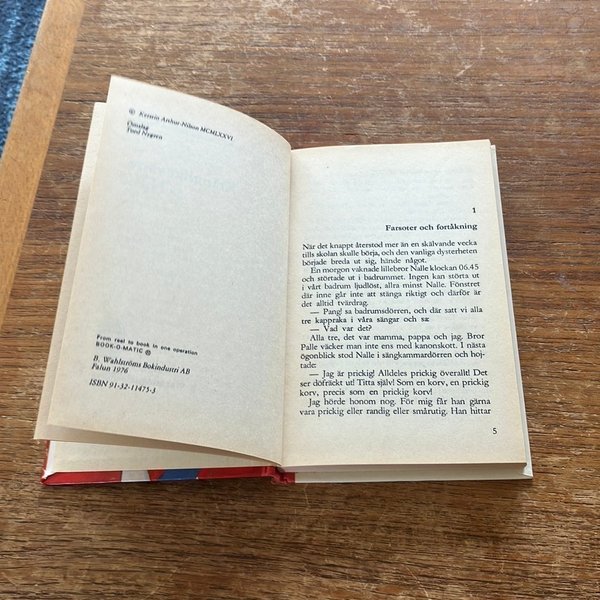 © Kerstin Arthur-Nilson MCMLXXVI
Omslag
Tord Nygren
From reel to book in one operation
BOOK-O-MATIC ®
B. Wahlströms Bokindustri AB
Falun 1976
ISBN 91-32-11475-3
1
Farsoter och fortåkning
När det knappt återstod mer än en skälvande vecka
tills skolan skulle börja, och den vanliga dysterheten
började breda ut sig, hände något.
En morgon vaknade lillebror Nalle klockan 06.45
och störtade ut i badrummet. Ingen kan störta ut
i vårt badrum ljudlöst, allra minst Nalle. Fönstret
där inne går inte att stänga riktigt och därför är
det alltid tvärdrag.
— Pang! sa badrumsdörren, och där satt vi alla
tre kappraka i våra sängar och sa:
— Vad var det?
Alla tre, det var mamma, pappa och jag. Bror
Palle väcker man inte ens med kanonskott. I nästa
ögonblick stod Nalle i sängkammardörren och hoj-
tade:
— Jag är prickig! Alldeles prickig överallt! Det
ser döfräckt ut! Titta själv! Som en korv, en prickig
korv, precis som en prickig korv!
Jag hörde honom nog. För mig får han gärna
vara prickig eller randig eller smårutig. Han hittar
5